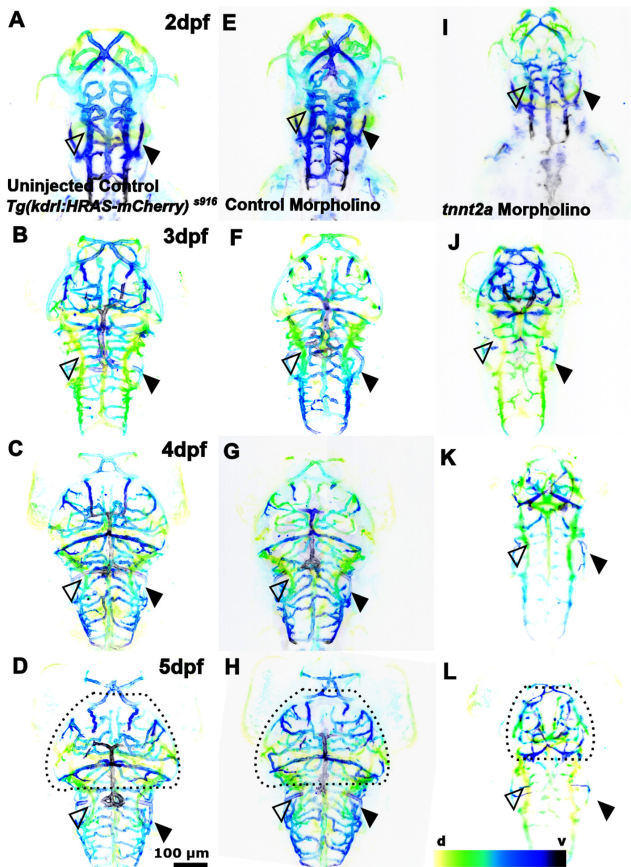 A 2dpf E I
Uninjected Control
Tg(kdrl:HRAS-mCherry) s916 Control Morpholino tnnt2a Morpholino
B 3dpf F J
C 4dpf G K
D 5dpf H L
d v
100 µm